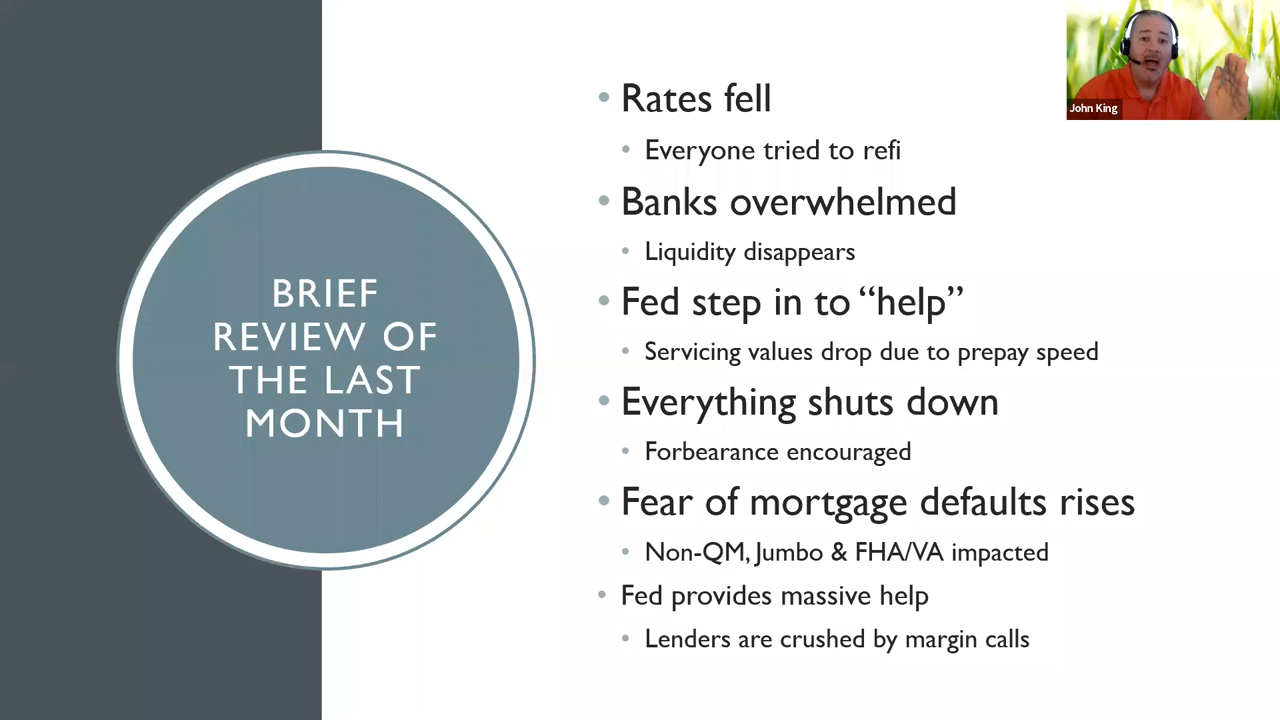 BRIEF
REVIEW OF
THE LAST
MONTH
• Rates fell
• Everyone tried to refi
• Banks overwhelmed
• Liquidity disappears
• Fed step in to “help”
• Servicing values drop due to prepay speed
• Everything shuts down
• Forbearance encouraged
• Fear of mortgage defaults rises
• Non-QM, Jumbo & FHA/VA impacted
• Fed provides massive help
• Lenders are crushed by margin calls
John King